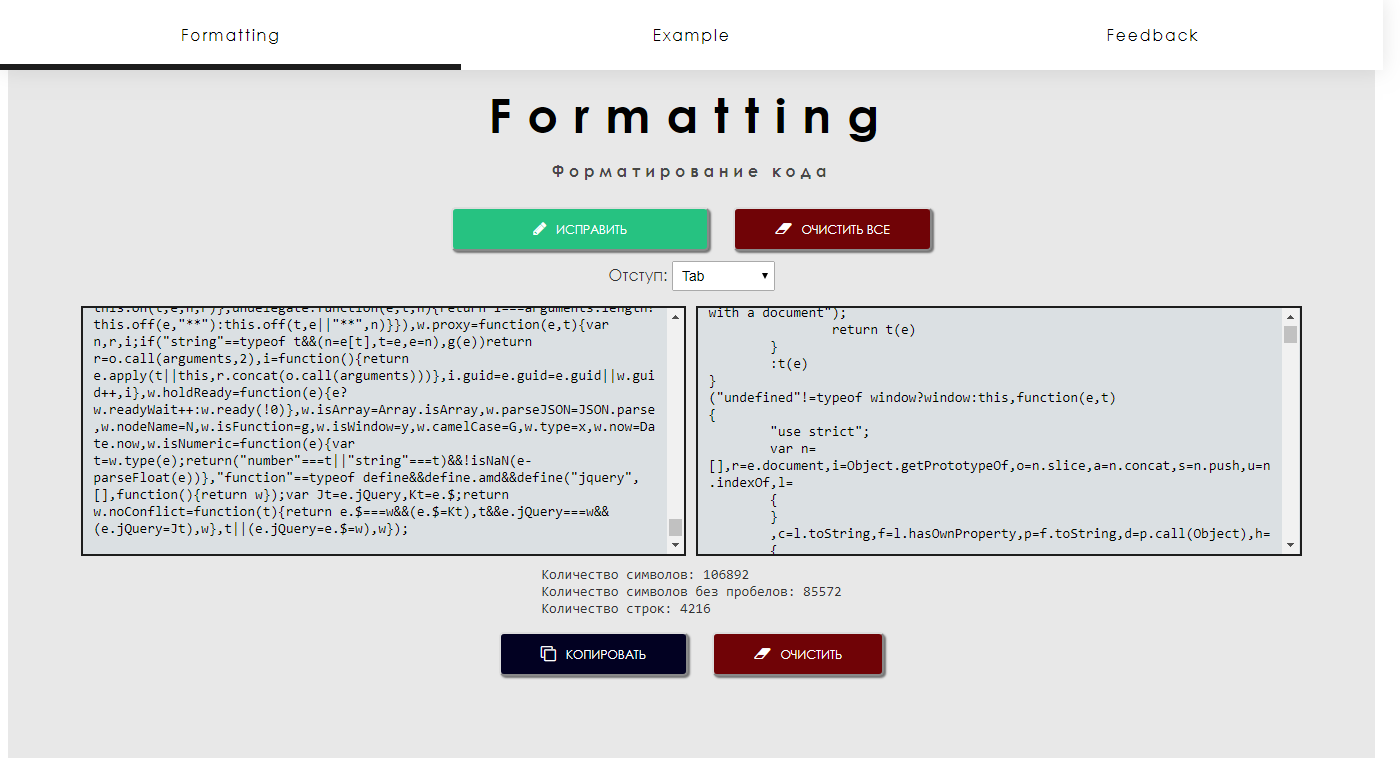 Formatting
Example
Feedback
Formatting
Форматирование кода
ИСПРАВИТЬ
ОЧИСТИТЬ ВСЕ
Отступ: Tab
this.off(e,"**"):this.off(t,e||"**",n)}}),w.proxy=function(e,t){var
n,r,i;if("string"==typeof t&&(n=e[t],t=e,e=n),g(e))return
r=o.call(arguments,2),i=function(){return
e.apply(t||this,r.concat(o.call(arguments)))},i.guid=e.guid=e.guid||w.gui
d++,i},w.holdReady=function(e){e?
w.readyWait++:w.ready(!0)},w.isArray=Array.isArray,w.parseJSON=JSON.parse
,w.nodeName=N,w.isFunction=g,w.isWindow=y,w.camelCase=G,w.type=x,w.now=Da
te.now,w.isNumeric=function(e){var
t=w.type(e);return("number"===t||"string"===t)&&!isNaN(e-
parseFloat(e))},"function"==typeof define&&define.amd&&define("jquery",
[],function(){return w});var Jt=e.jQuery,Kt=e.$;return
w.noConflict=function(t){return e.$===w&&(e.$=Kt),t&&e.jQuery===w&&
(e.jQuery=Jt),w},t||(e.jQuery=e.$=w),w});
with a document");
return t(e)
}
:t(e)
}
("undefined"!=typeof window?window:this,function(e,t)
{
"use strict";
var n=
[],r=e.document,i=Object.getPrototypeOf,o=n.slice,a=n.concat,s=n.push,u=n
.indexOf,l=
{
}
,c=l.toString,f=l.hasOwnProperty,p=f.toString,d=p.call(Object),h=
{
Количество символов: 106892
Количество символов без пробелов: 85572
Количество строк: 4216
КОПИРОВАТЬ
ОЧИСТИТЬ